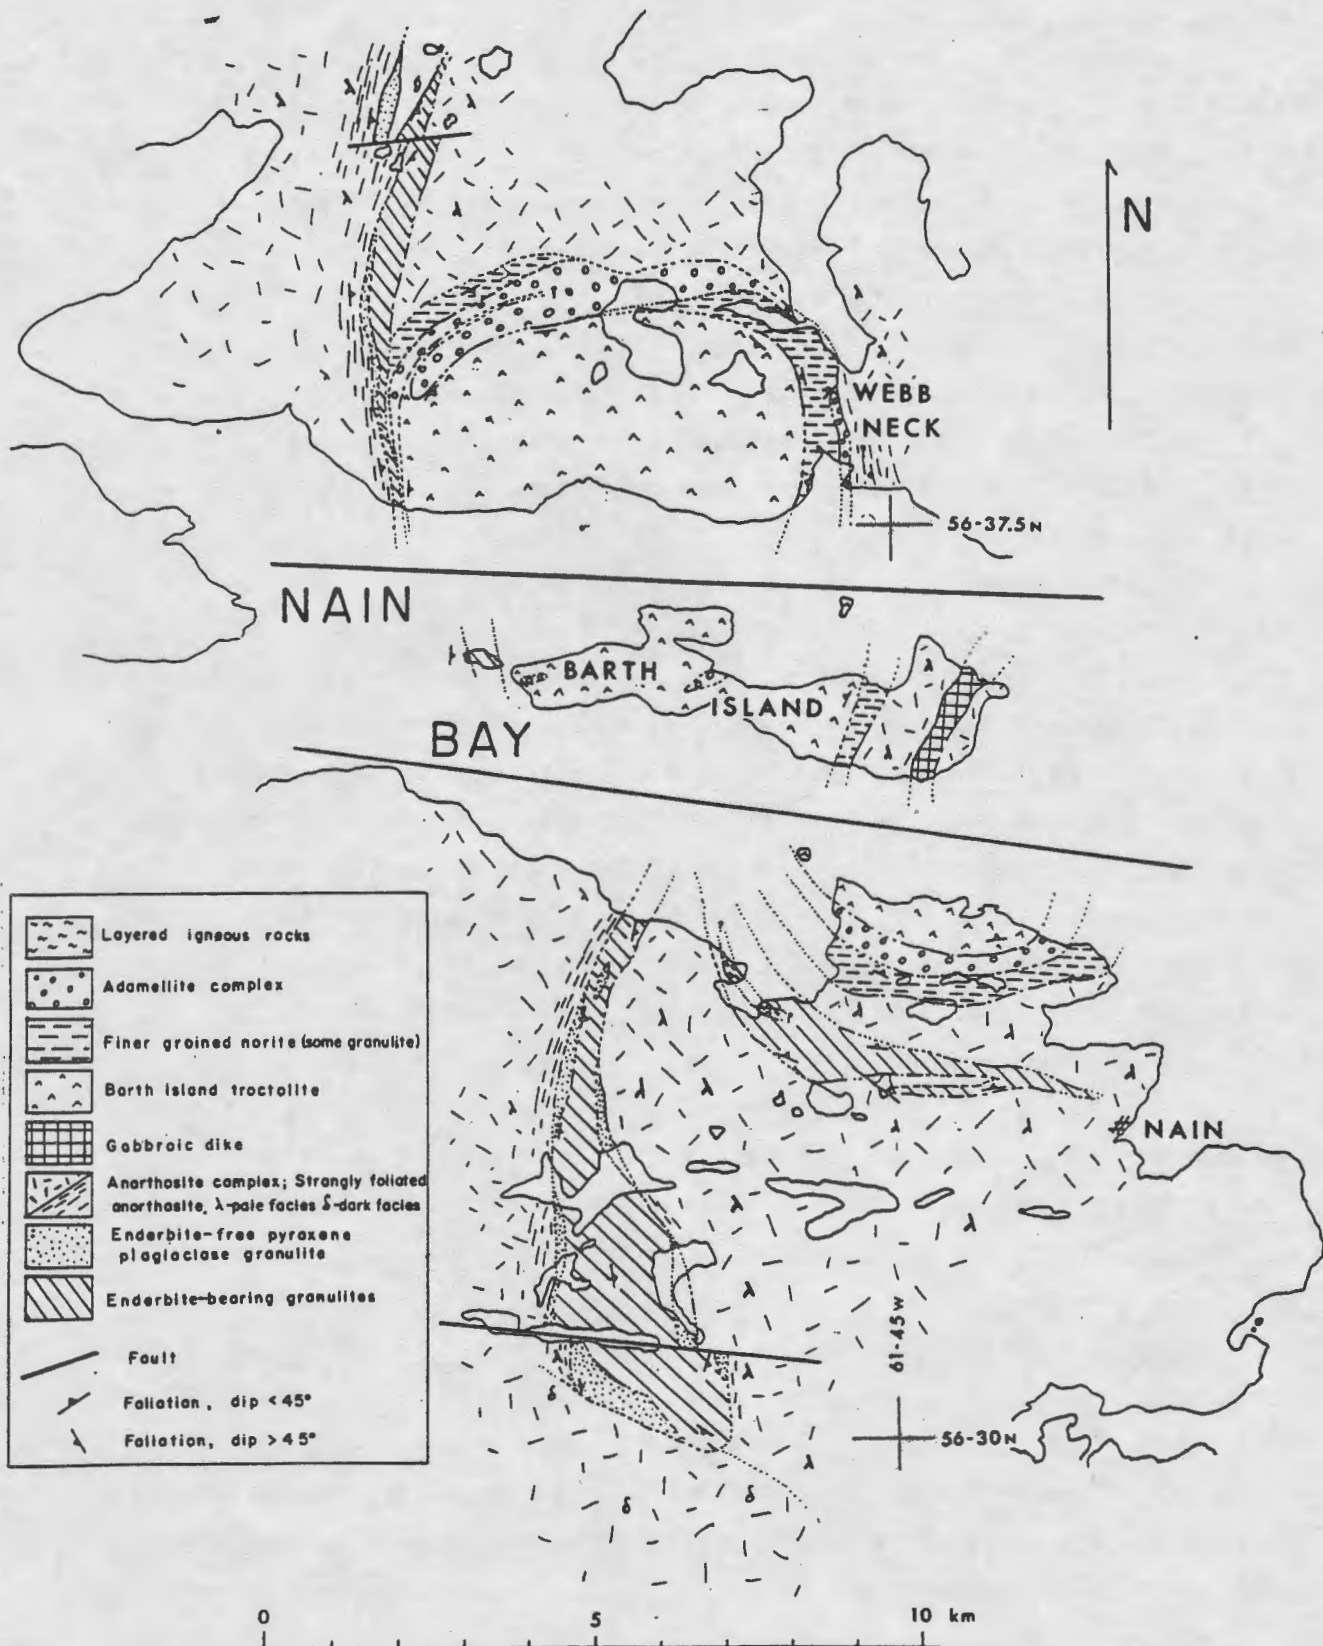 N
WEBB
NECK
56-37.5N
NAIN
BARTH
ISLAND
BAY
Layered igneous rocks
Adamellite complex
Finer grained norite (some granulite)
Barth island troctolite
Gabbroic dike
Anorthosite complex; Strongly foliated
anorthosite, λ-pale facies δ-dark facies
Enderbite-free pyroxene
plagioclase granulite
Enderbite-bearing granulites
Fault
Foliation, dip <45°
Foliation, dip >45°
NAIN
61-45W
56-30N
λ
δ
0 5 10 km